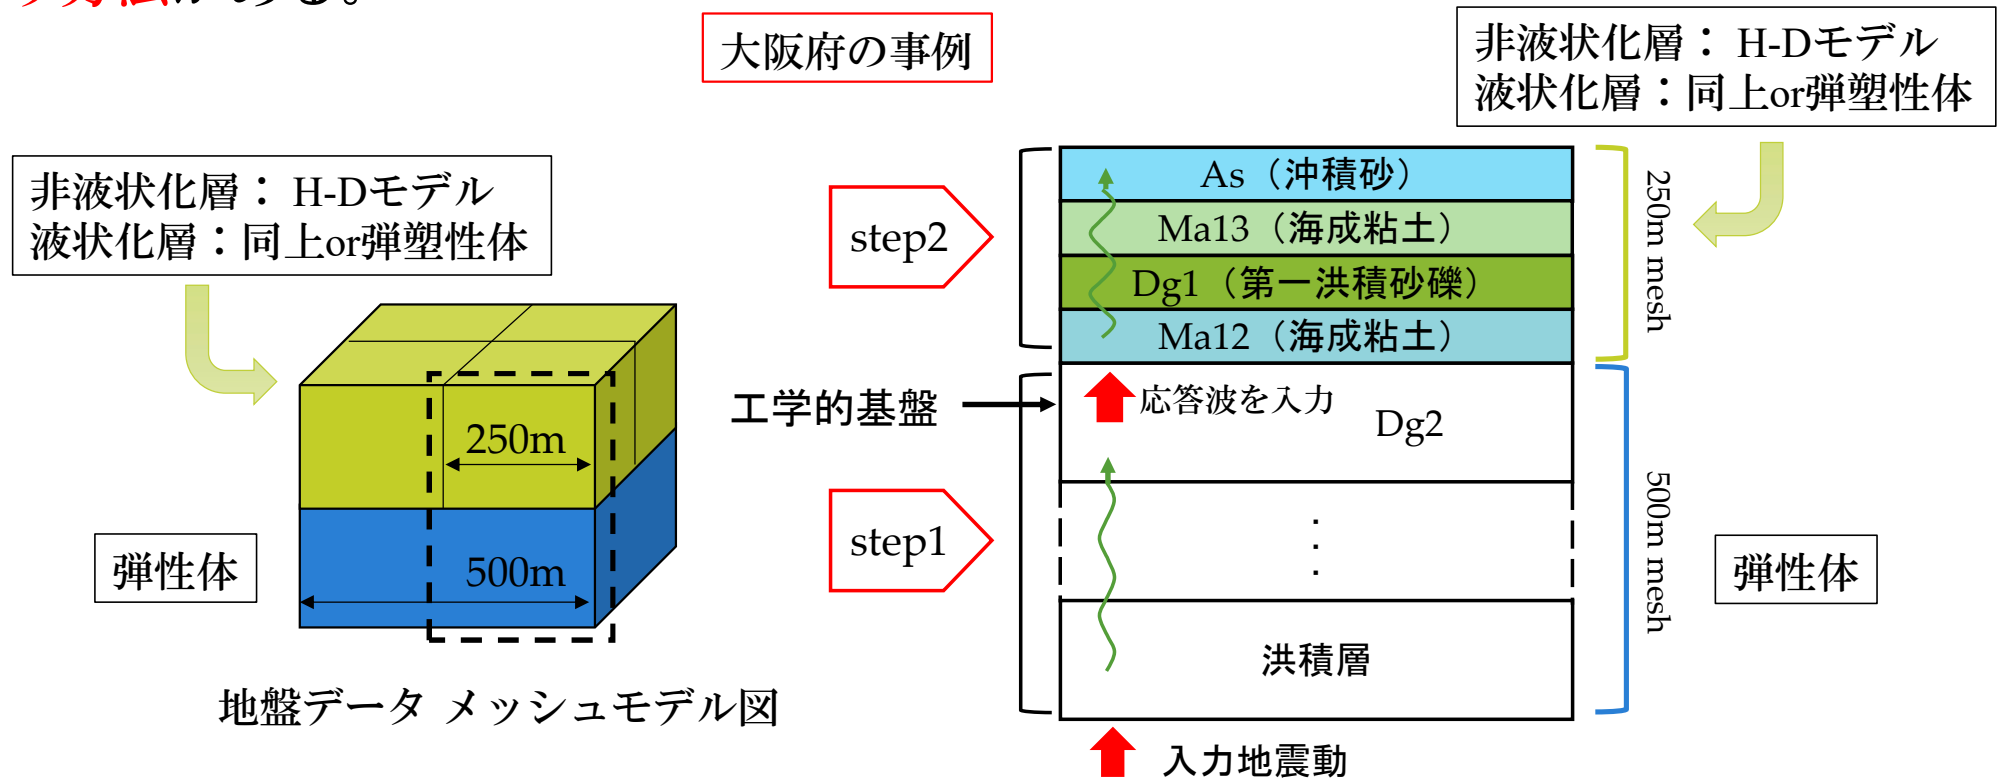 方法がある。
大阪府の事例
非液状化層： H-Dモデル
液状化層：同上or弾塑性体
非液状化層： H-Dモデル
液状化層：同上or弾塑性体
250m
500m
弾性体
地盤データ メッシュモデル図
step2
step1
工学的基盤
As（沖積砂）
Ma13（海成粘土）
Dg1（第一洪積砂礫）
Ma12（海成粘土）
応答波を入力
Dg2
⋮
洪積層
入力地震動
250m mesh
500m mesh
弾性体